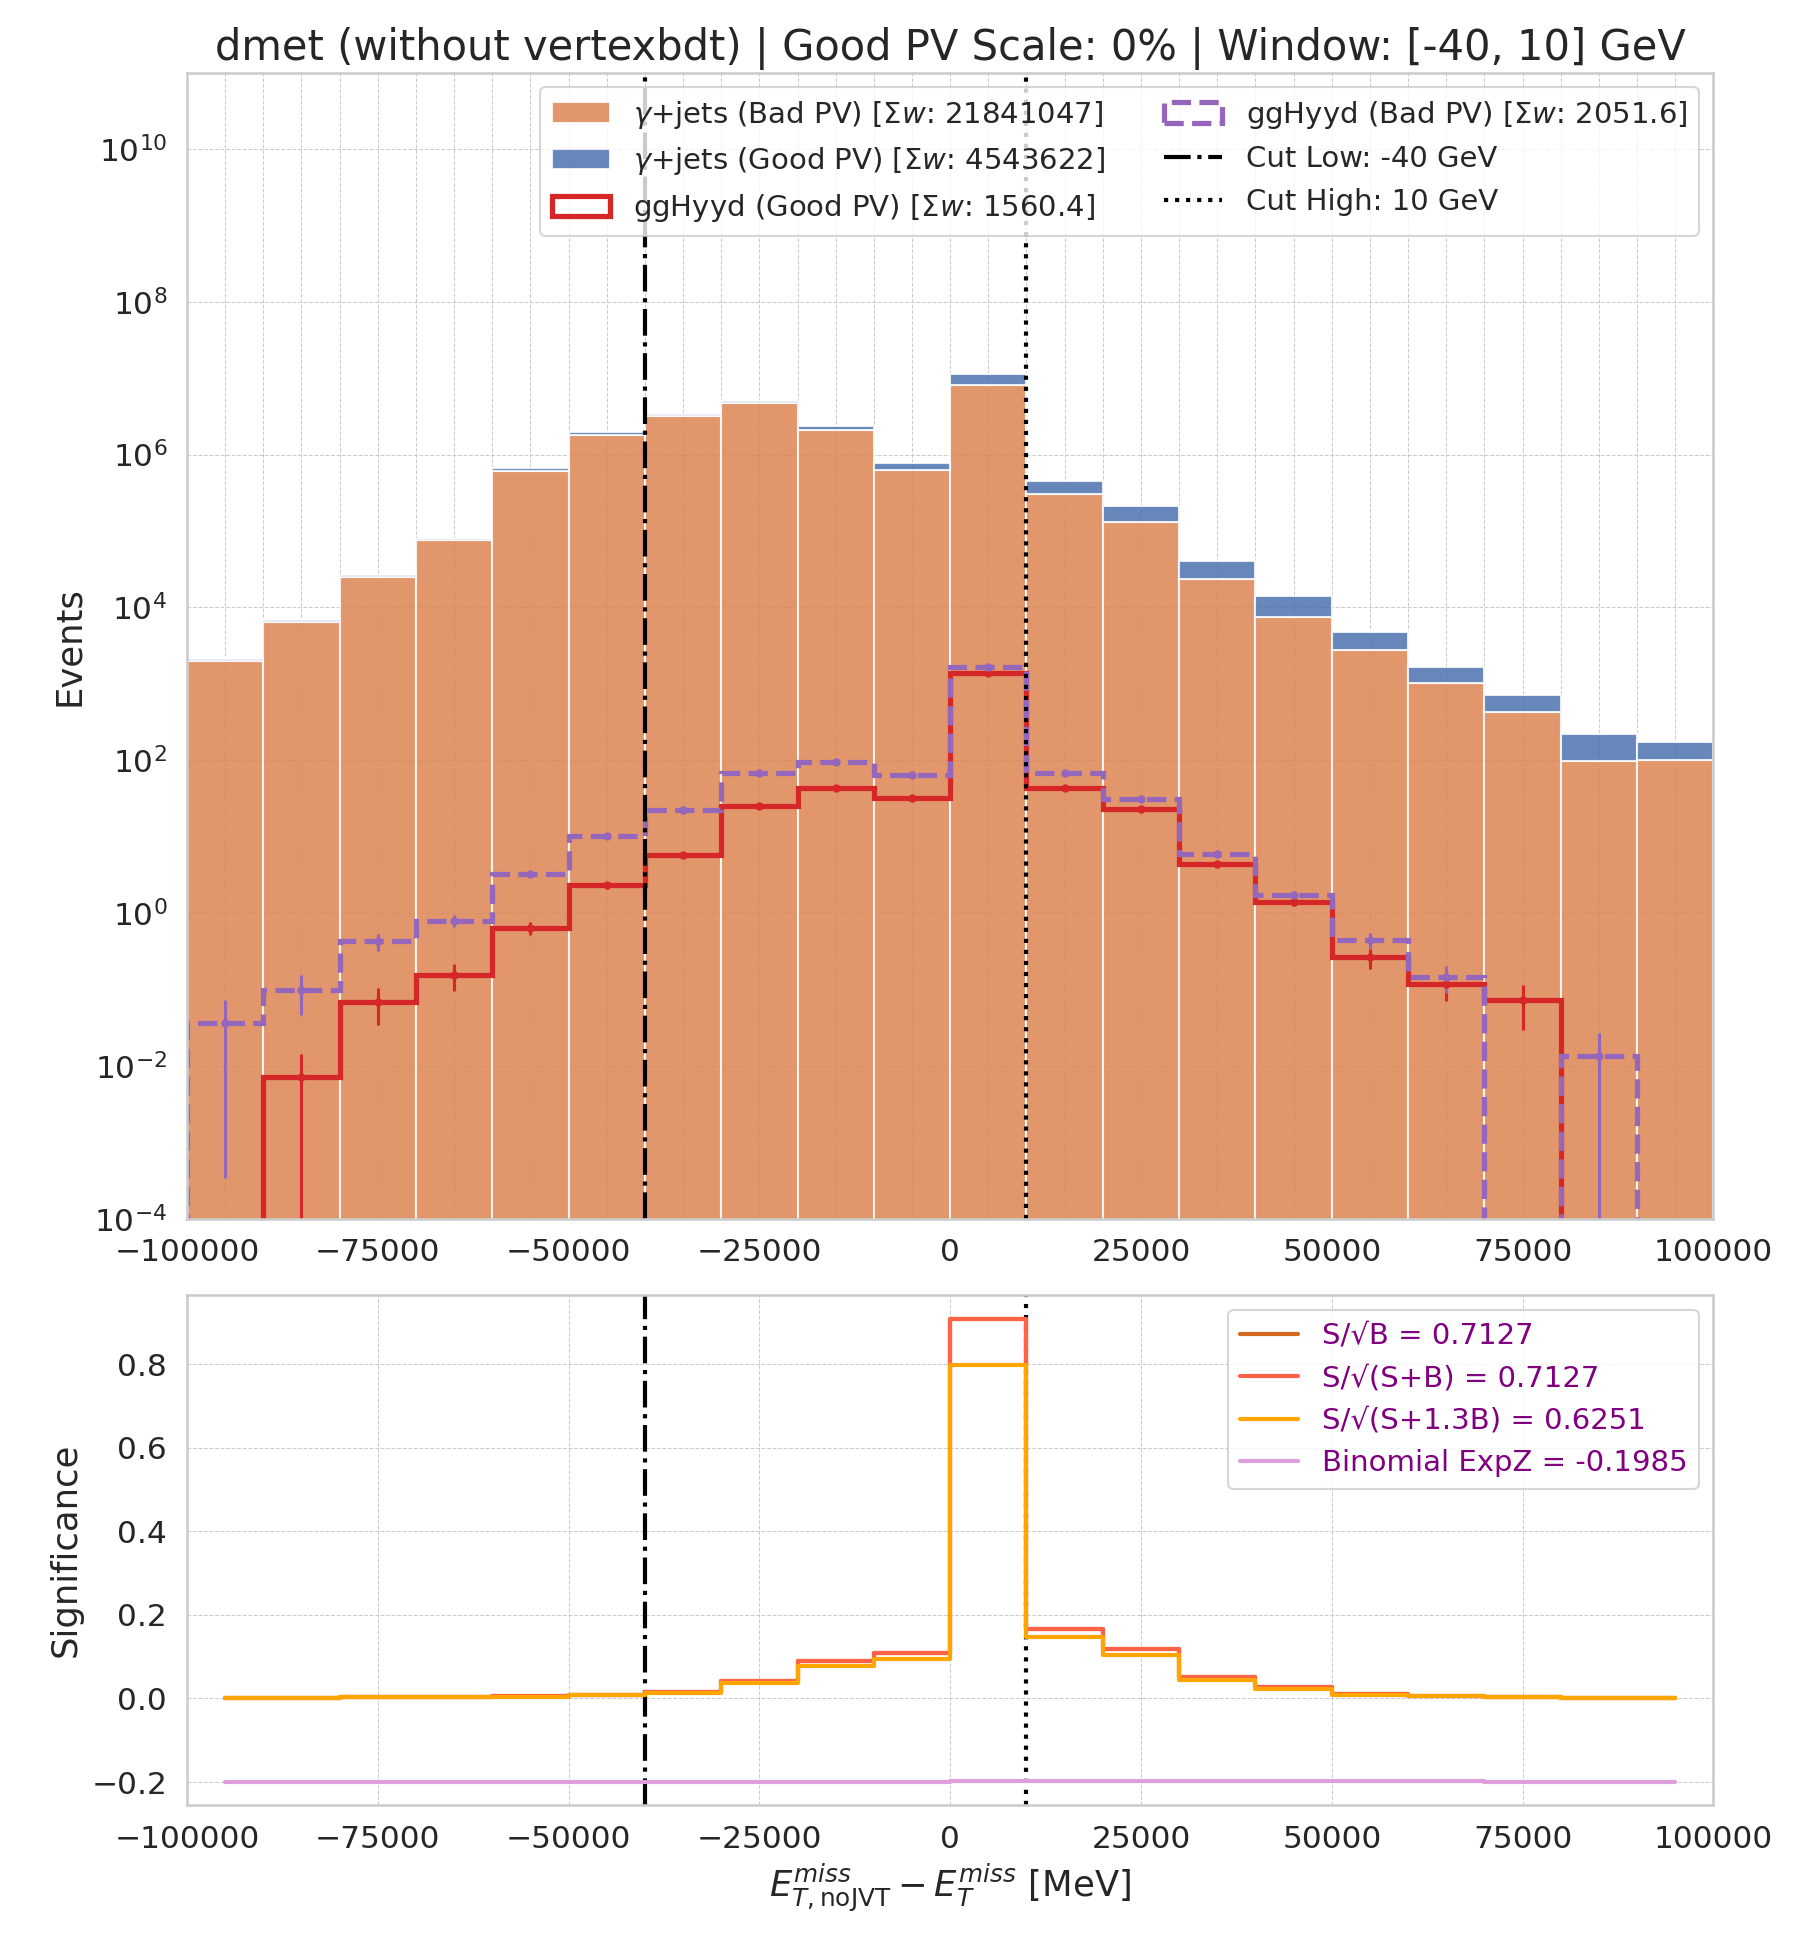 dmet (without vertexbdt) | Good PV Scale: 0% | Window: [-40, 10] GeV
γ+jets (Bad PV) [Σw: 21841047]
γ+jets (Good PV) [Σw: 4543622]
ggHyyd (Good PV) [Σw: 1560.4]
ggHyyd (Bad PV) [Σw: 2051.6]
Cut Low: -40 GeV
Cut High: 10 GeV
10^10
10^8
10^6
10^4
10^2
10^0
10^−2
10^−4
Events
−100000 −75000 −50000 −25000 0 25000 50000 75000 100000
S/√B = 0.7127
S/√(S+B) = 0.7127
S/√(S+1.3B) = 0.6251
Binomial ExpZ = -0.1985
0.8
0.6
0.4
0.2
0.0
−0.2
Significance
−100000 −75000 −50000 −25000 0 25000 50000 75000 100000
E_{T, noJVT}^{miss} − E_T^{miss} [MeV]